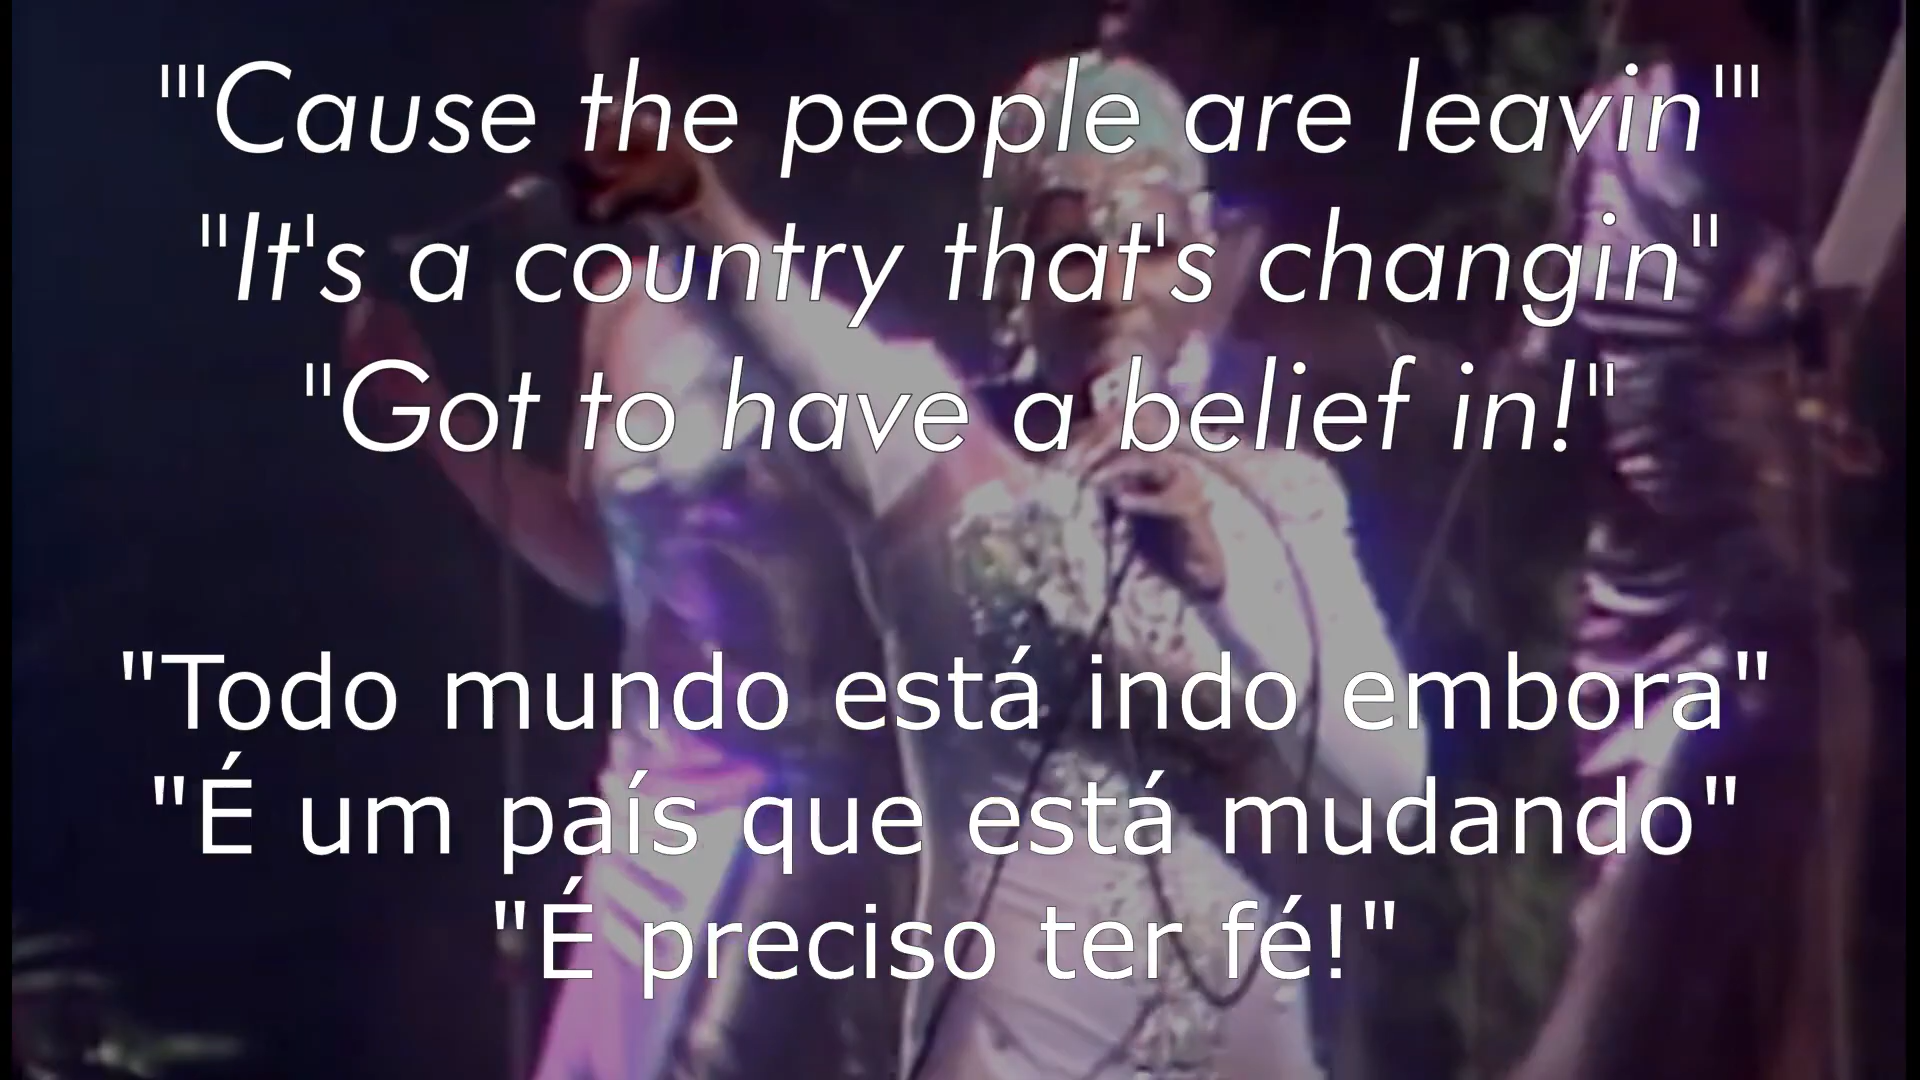 "'Cause the people are leavin'"
"It's a country that's changin"
"Got to have a belief in!"
"Todo mundo está indo embora"
"É um país que está mudando"
"É preciso ter fé!"